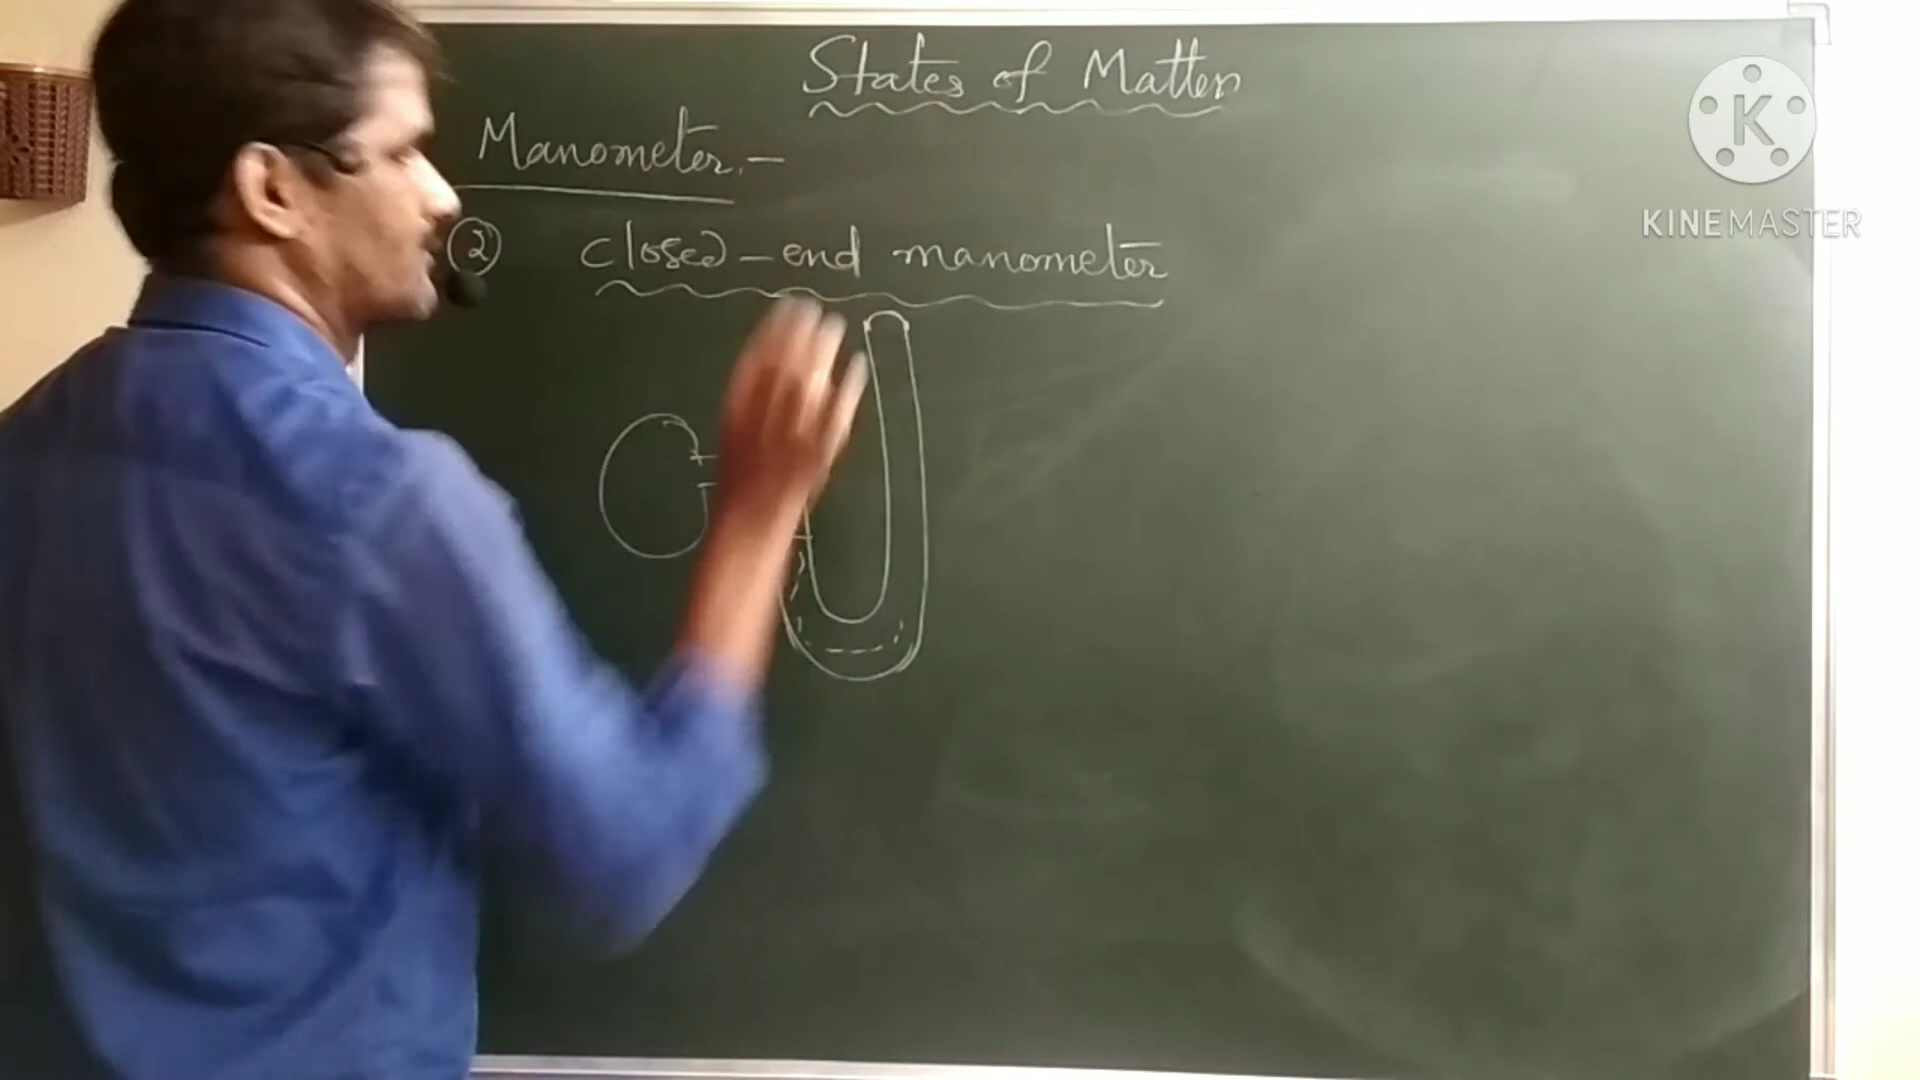 States of Matter
Manometer :-
② closed-end manometer
K
KINEMASTER